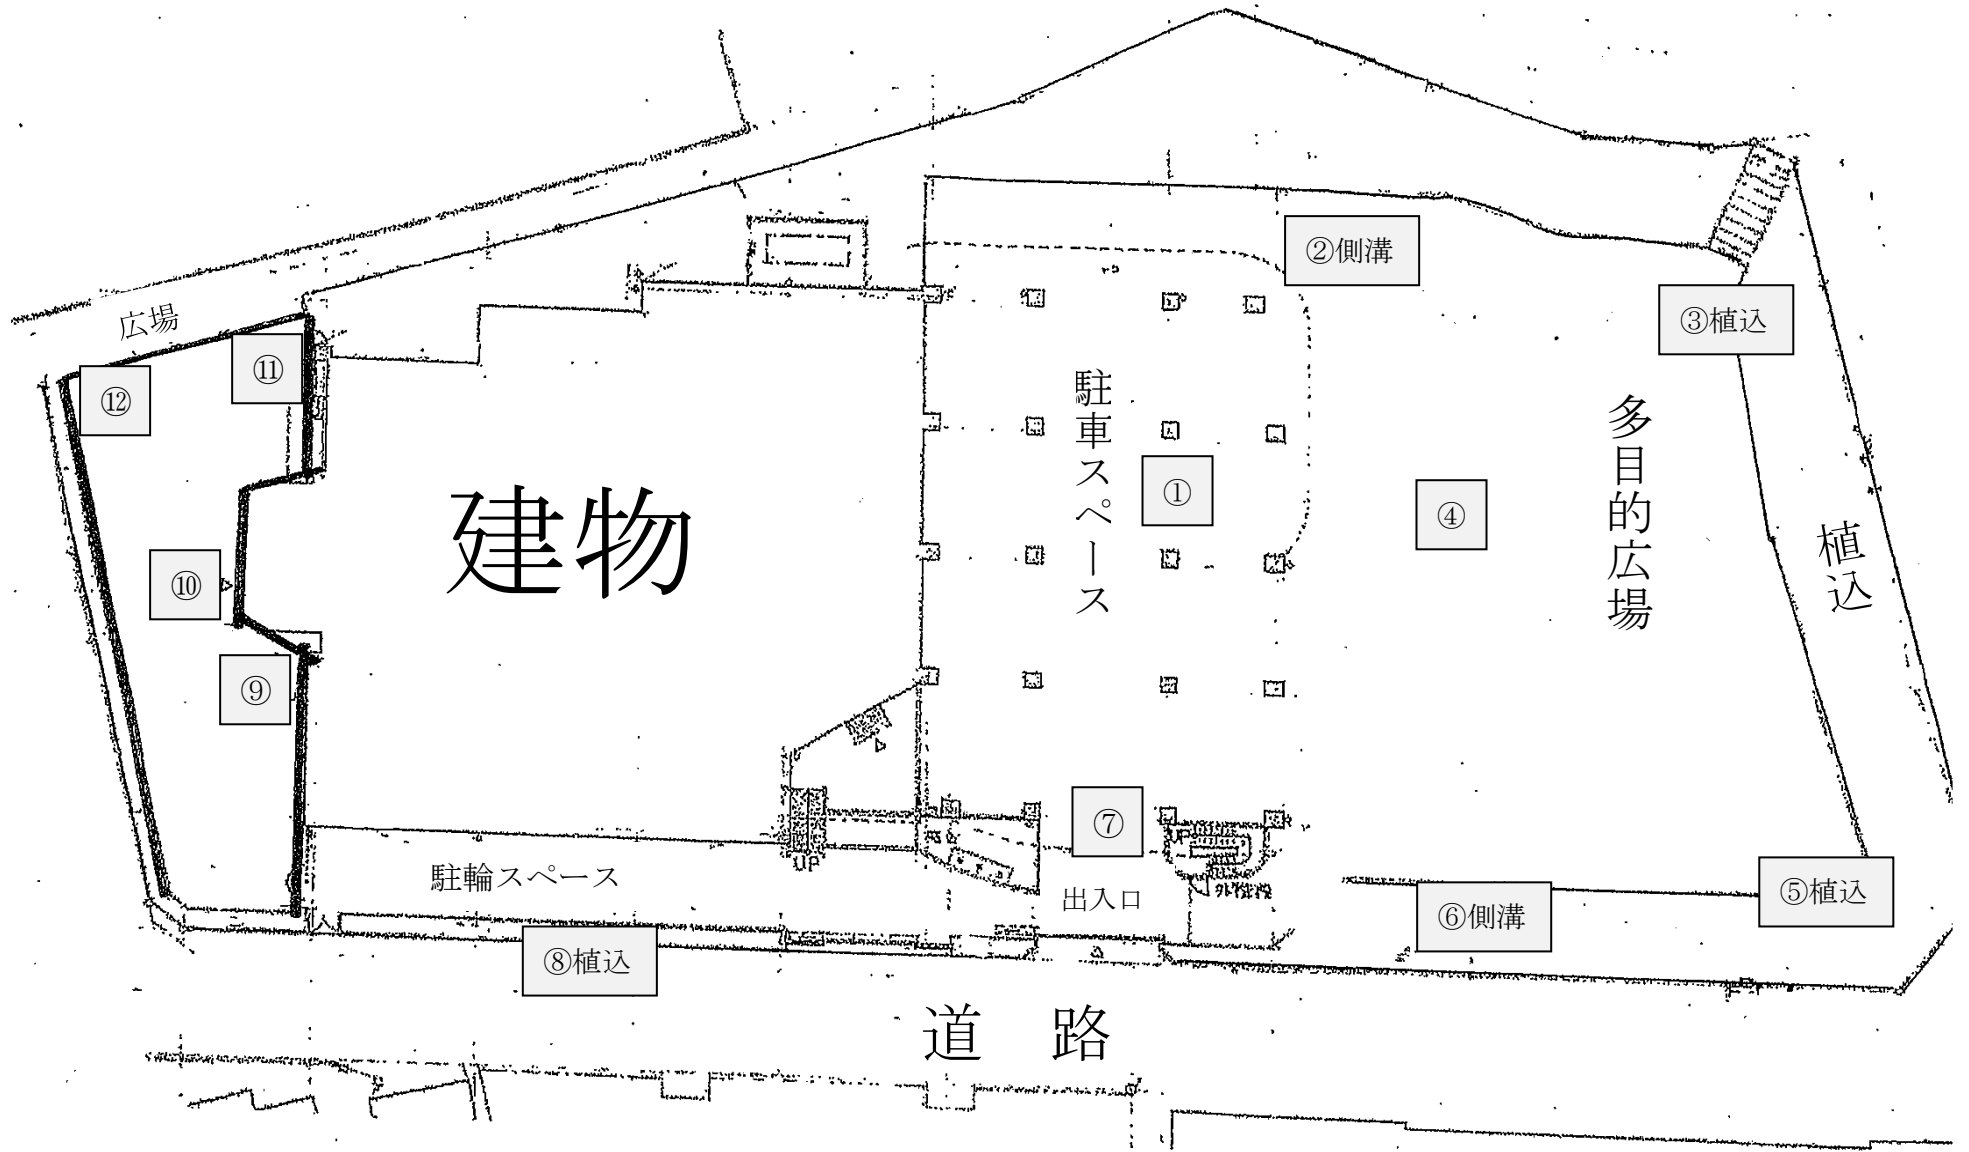 ②側溝
③植込
広場
⑪
⑫
駐車スペース
多目的広場
①
④
建物
植込
⑩
⑨
⑦
UP
駐輪スペース
出入口
⑤植込
⑥側溝
⑧植込
道　路